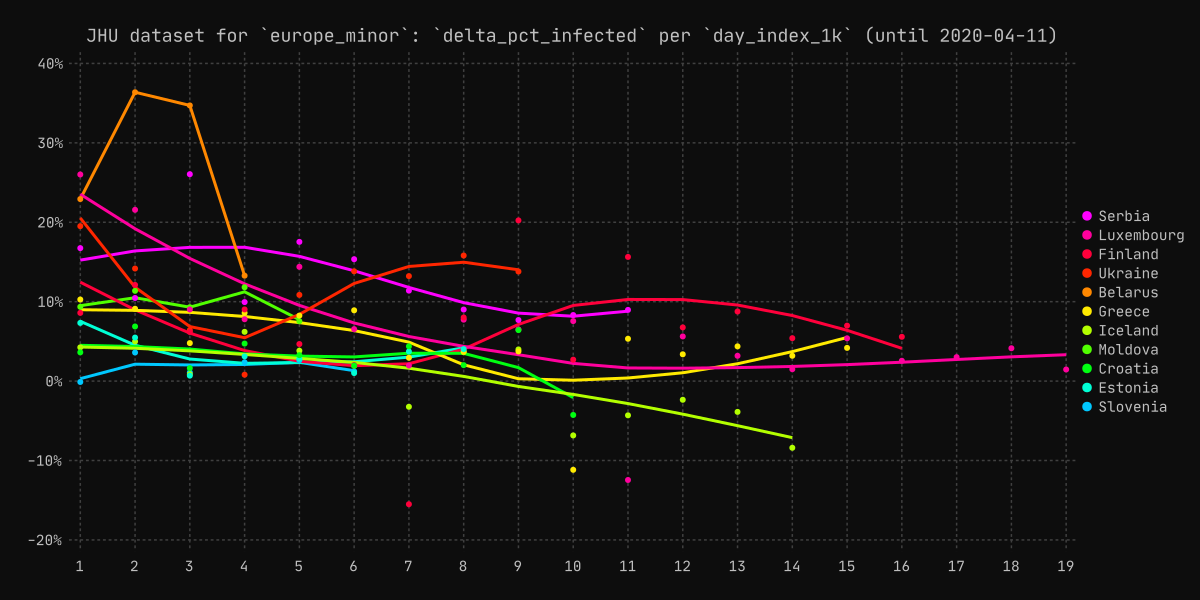 JHU dataset for `europe_minor`: `delta_pct_infected` per `day_index_1k` (until 2020-04-11)
40%
30%
20%
10%
0%
-10%
-20%
1 2 3 4 5 6 7 8 9 10 11 12 13 14 15 16 17 18 19
Serbia
Luxembourg
Finland
Ukraine
Belarus
Greece
Iceland
Moldova
Croatia
Estonia
Slovenia